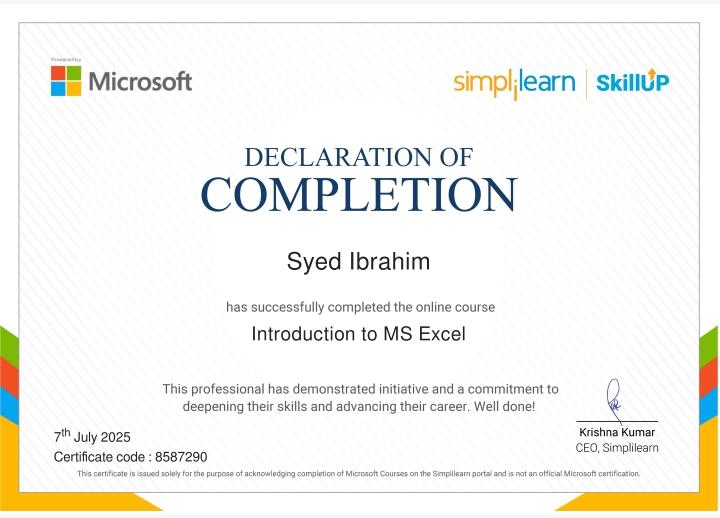 Powered by
Microsoft
simplilearn | SkillUP
DECLARATION OF
COMPLETION
Syed Ibrahim
has successfully completed the online course
Introduction to MS Excel
This professional has demonstrated initiative and a commitment to
deepening their skills and advancing their career. Well done!
7th July 2025
Certificate code : 8587290
Krishna Kumar
CEO, Simplilearn
This certificate is issued solely for the purpose of acknowledging completion of Microsoft Courses on the Simplilearn portal and is not an official Microsoft certification.